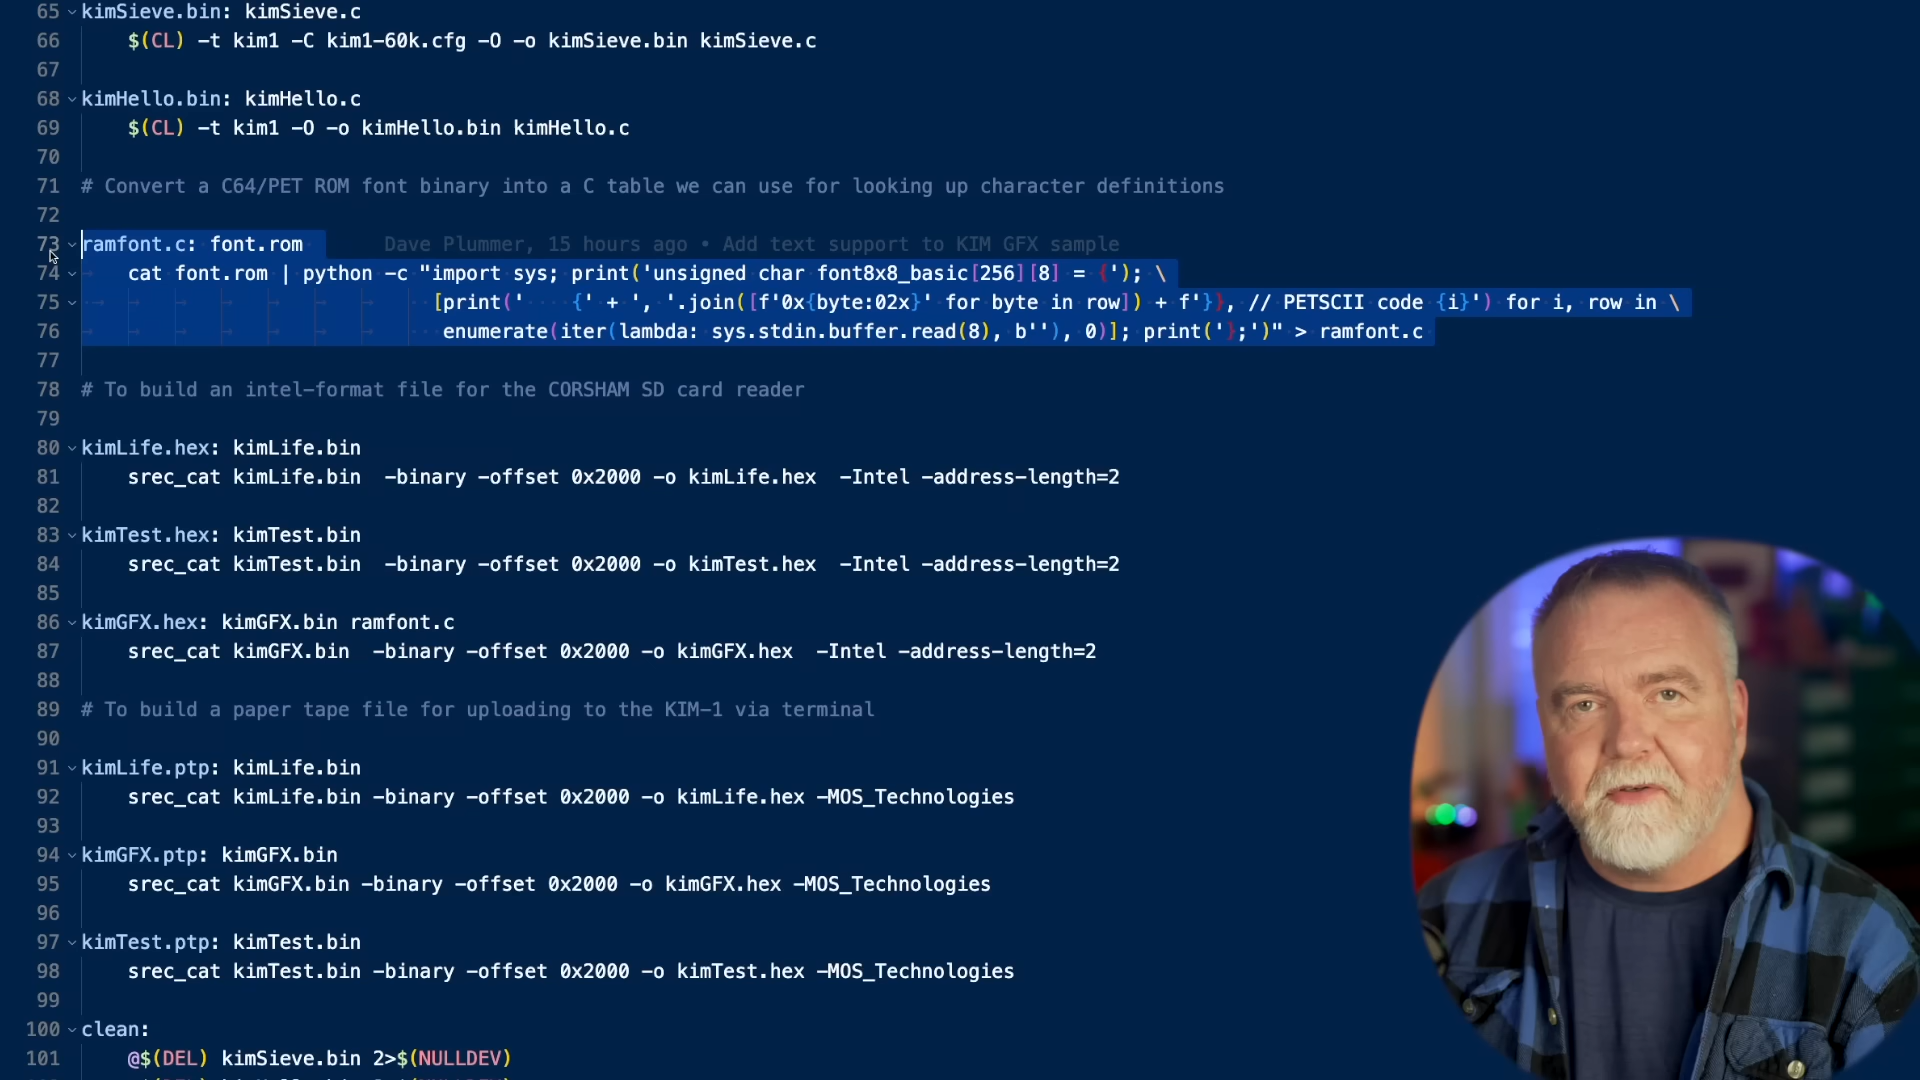 65 kimSieve.bin: kimSieve.c
66 $(CL) -t kim1 -C kim1-60k.cfg -O -o kimSieve.bin kimSieve.c
67
68 kimHello.bin: kimHello.c
69 $(CL) -t kim1 -O -o kimHello.bin kimHello.c
70
71 # Convert a C64/PET ROM font binary into a C table we can use for looking up character definitions
72
73 ramfont.c: font.rom Dave Plummer, 15 hours ago • Add text support to KIM GFX sample
74 cat font.rom | python -c "import sys; print('unsigned char font8x8_basic[256][8] = {'); \
75 [print('    {' + ', '.join([f'0x{byte:02x}' for byte in row]) + f'}}, // PETSCII code {i}') for i, row in \
76 enumerate(iter(lambda: sys.stdin.buffer.read(8), b''), 0)]; print('};')" > ramfont.c
77
78 # To build an intel-format file for the CORSHAM SD card reader
79
80 kimLife.hex: kimLife.bin
81 srec_cat kimLife.bin  -binary -offset 0x2000 -o kimLife.hex  -Intel -address-length=2
82
83 kimTest.hex: kimTest.bin
84 srec_cat kimTest.bin  -binary -offset 0x2000 -o kimTest.hex  -Intel -address-length=2
85
86 kimGFX.hex: kimGFX.bin ramfont.c
87 srec_cat kimGFX.bin  -binary -offset 0x2000 -o kimGFX.hex  -Intel -address-length=2
88
89 # To build a paper tape file for uploading to the KIM-1 via terminal
90
91 kimLife.ptp: kimLife.bin
92 srec_cat kimLife.bin -binary -offset 0x2000 -o kimLife.hex -MOS_Technologies
93
94 kimGFX.ptp: kimGFX.bin
95 srec_cat kimGFX.bin -binary -offset 0x2000 -o kimGFX.hex -MOS_Technologies
96
97 kimTest.ptp: kimTest.bin
98 srec_cat kimTest.bin -binary -offset 0x2000 -o kimTest.hex -MOS_Technologies
99
100 clean:
101 @$(DEL) kimSieve.bin 2>$(NULLDEV)